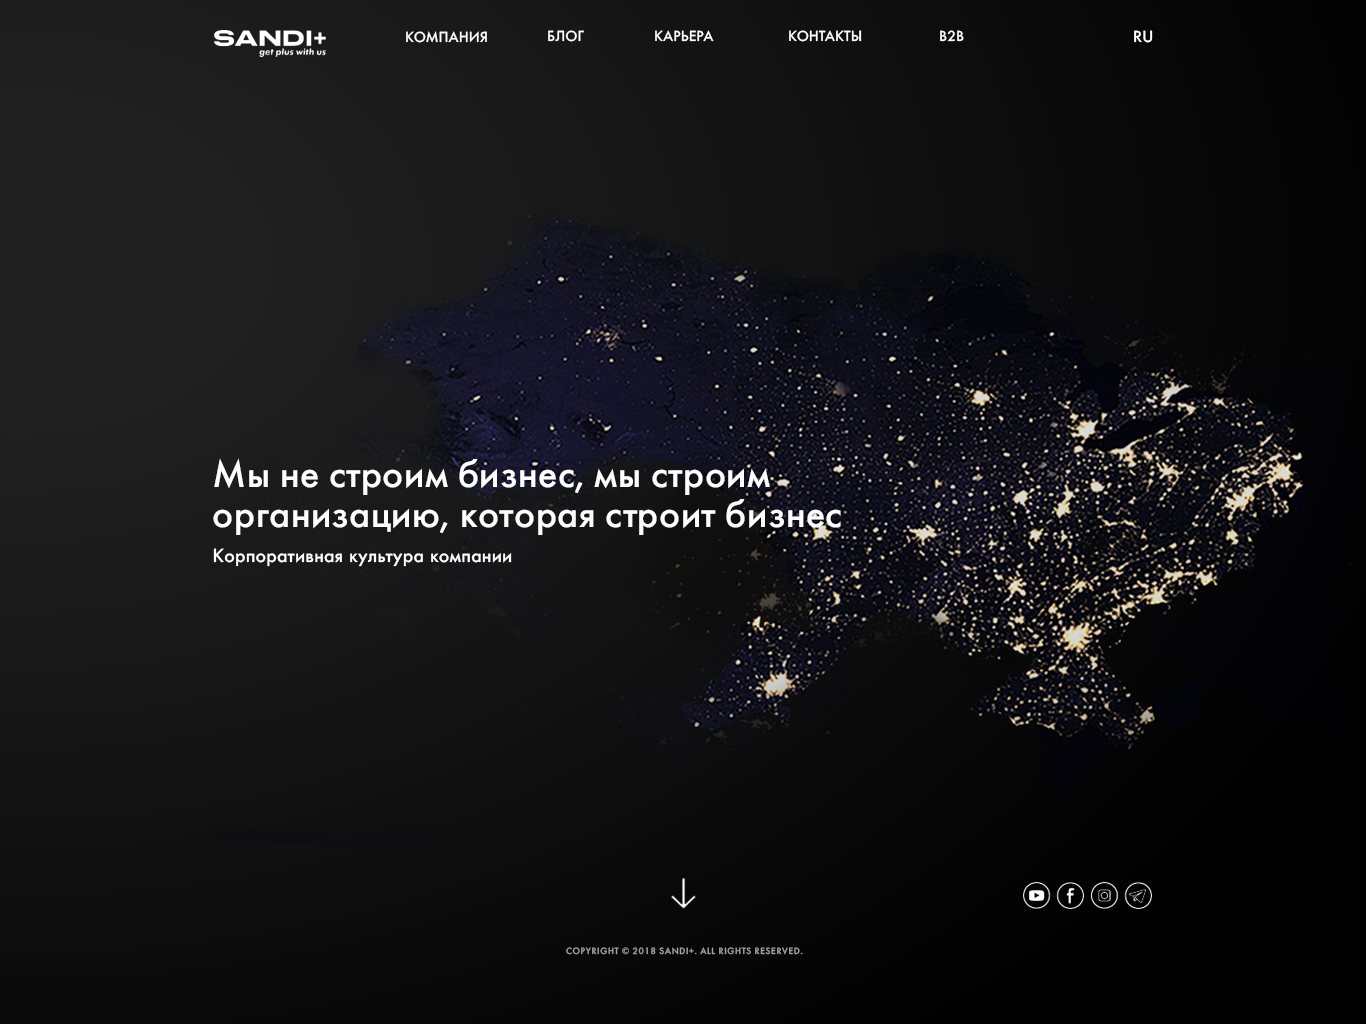 SANDI+
get plus with us
КОМПАНИЯ
БЛОГ
КАРЬЕРА
КОНТАКТЫ
B2B
RU
Мы не строим бизнес, мы строим
организацию, которая строит бизнес
Корпоративная культура компании
COPYRIGHT © 2018 SANDI+. ALL RIGHTS RESERVED.